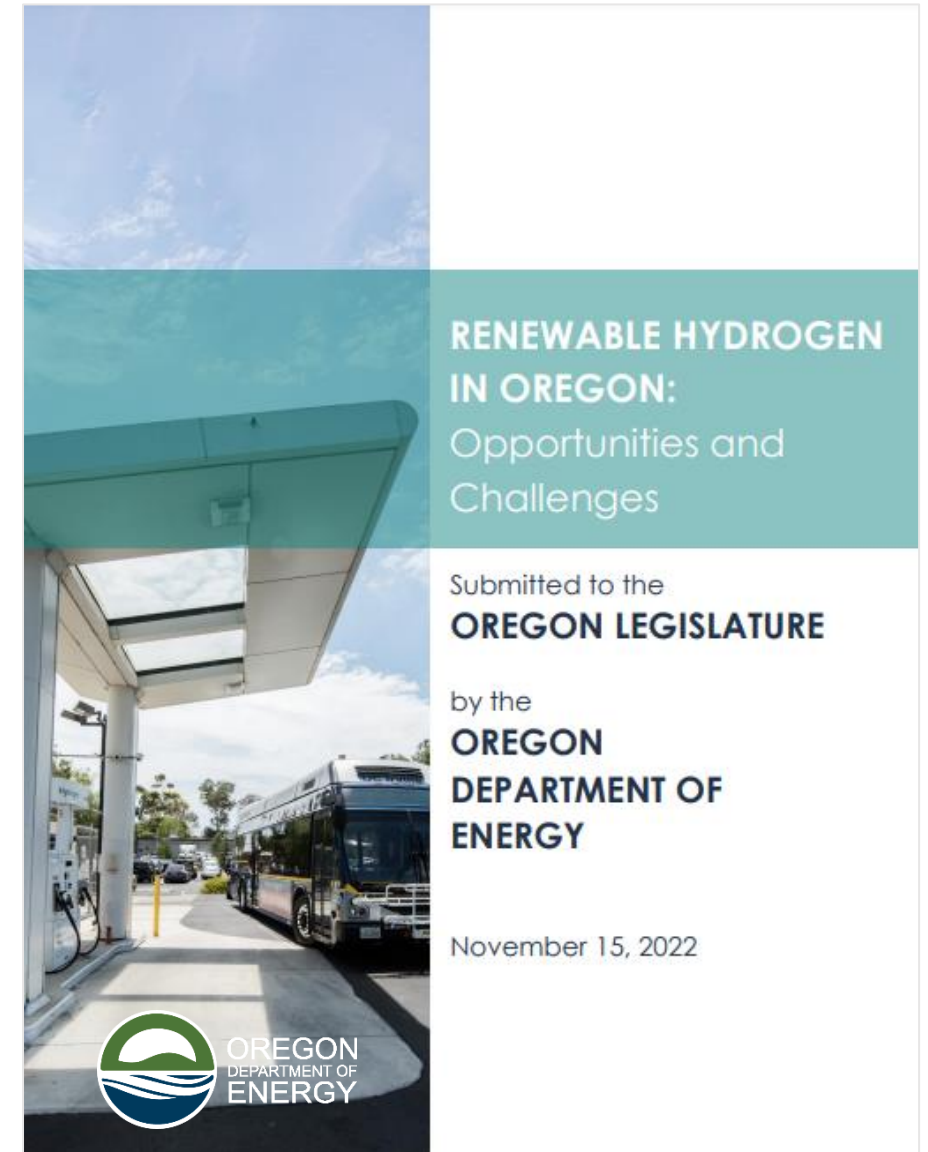 RENEWABLE HYDROGEN
IN OREGON:
Opportunities and
Challenges
Submitted to the
OREGON LEGISLATURE
by the
OREGON
DEPARTMENT OF
ENERGY
November 15, 2022
OREGON
DEPARTMENT OF
ENERGY